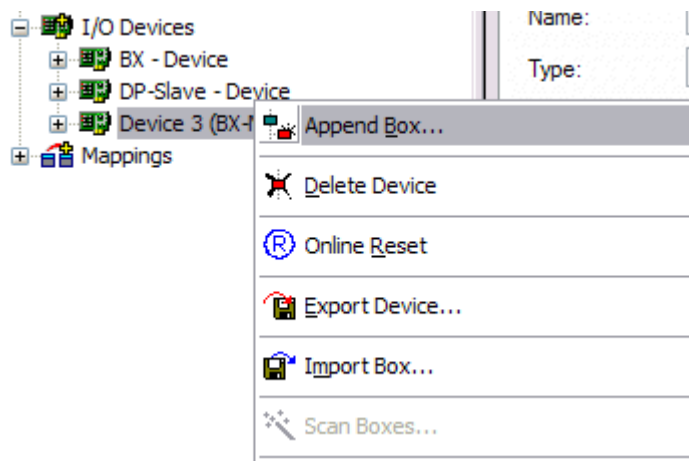 I/O Devices
BX - Device
DP-Slave - Device
Device 3 (BX-
Mappings
Name:
Type:
Append Box...
Delete Device
Online Reset
Export Device...
Import Box...
Scan Boxes...